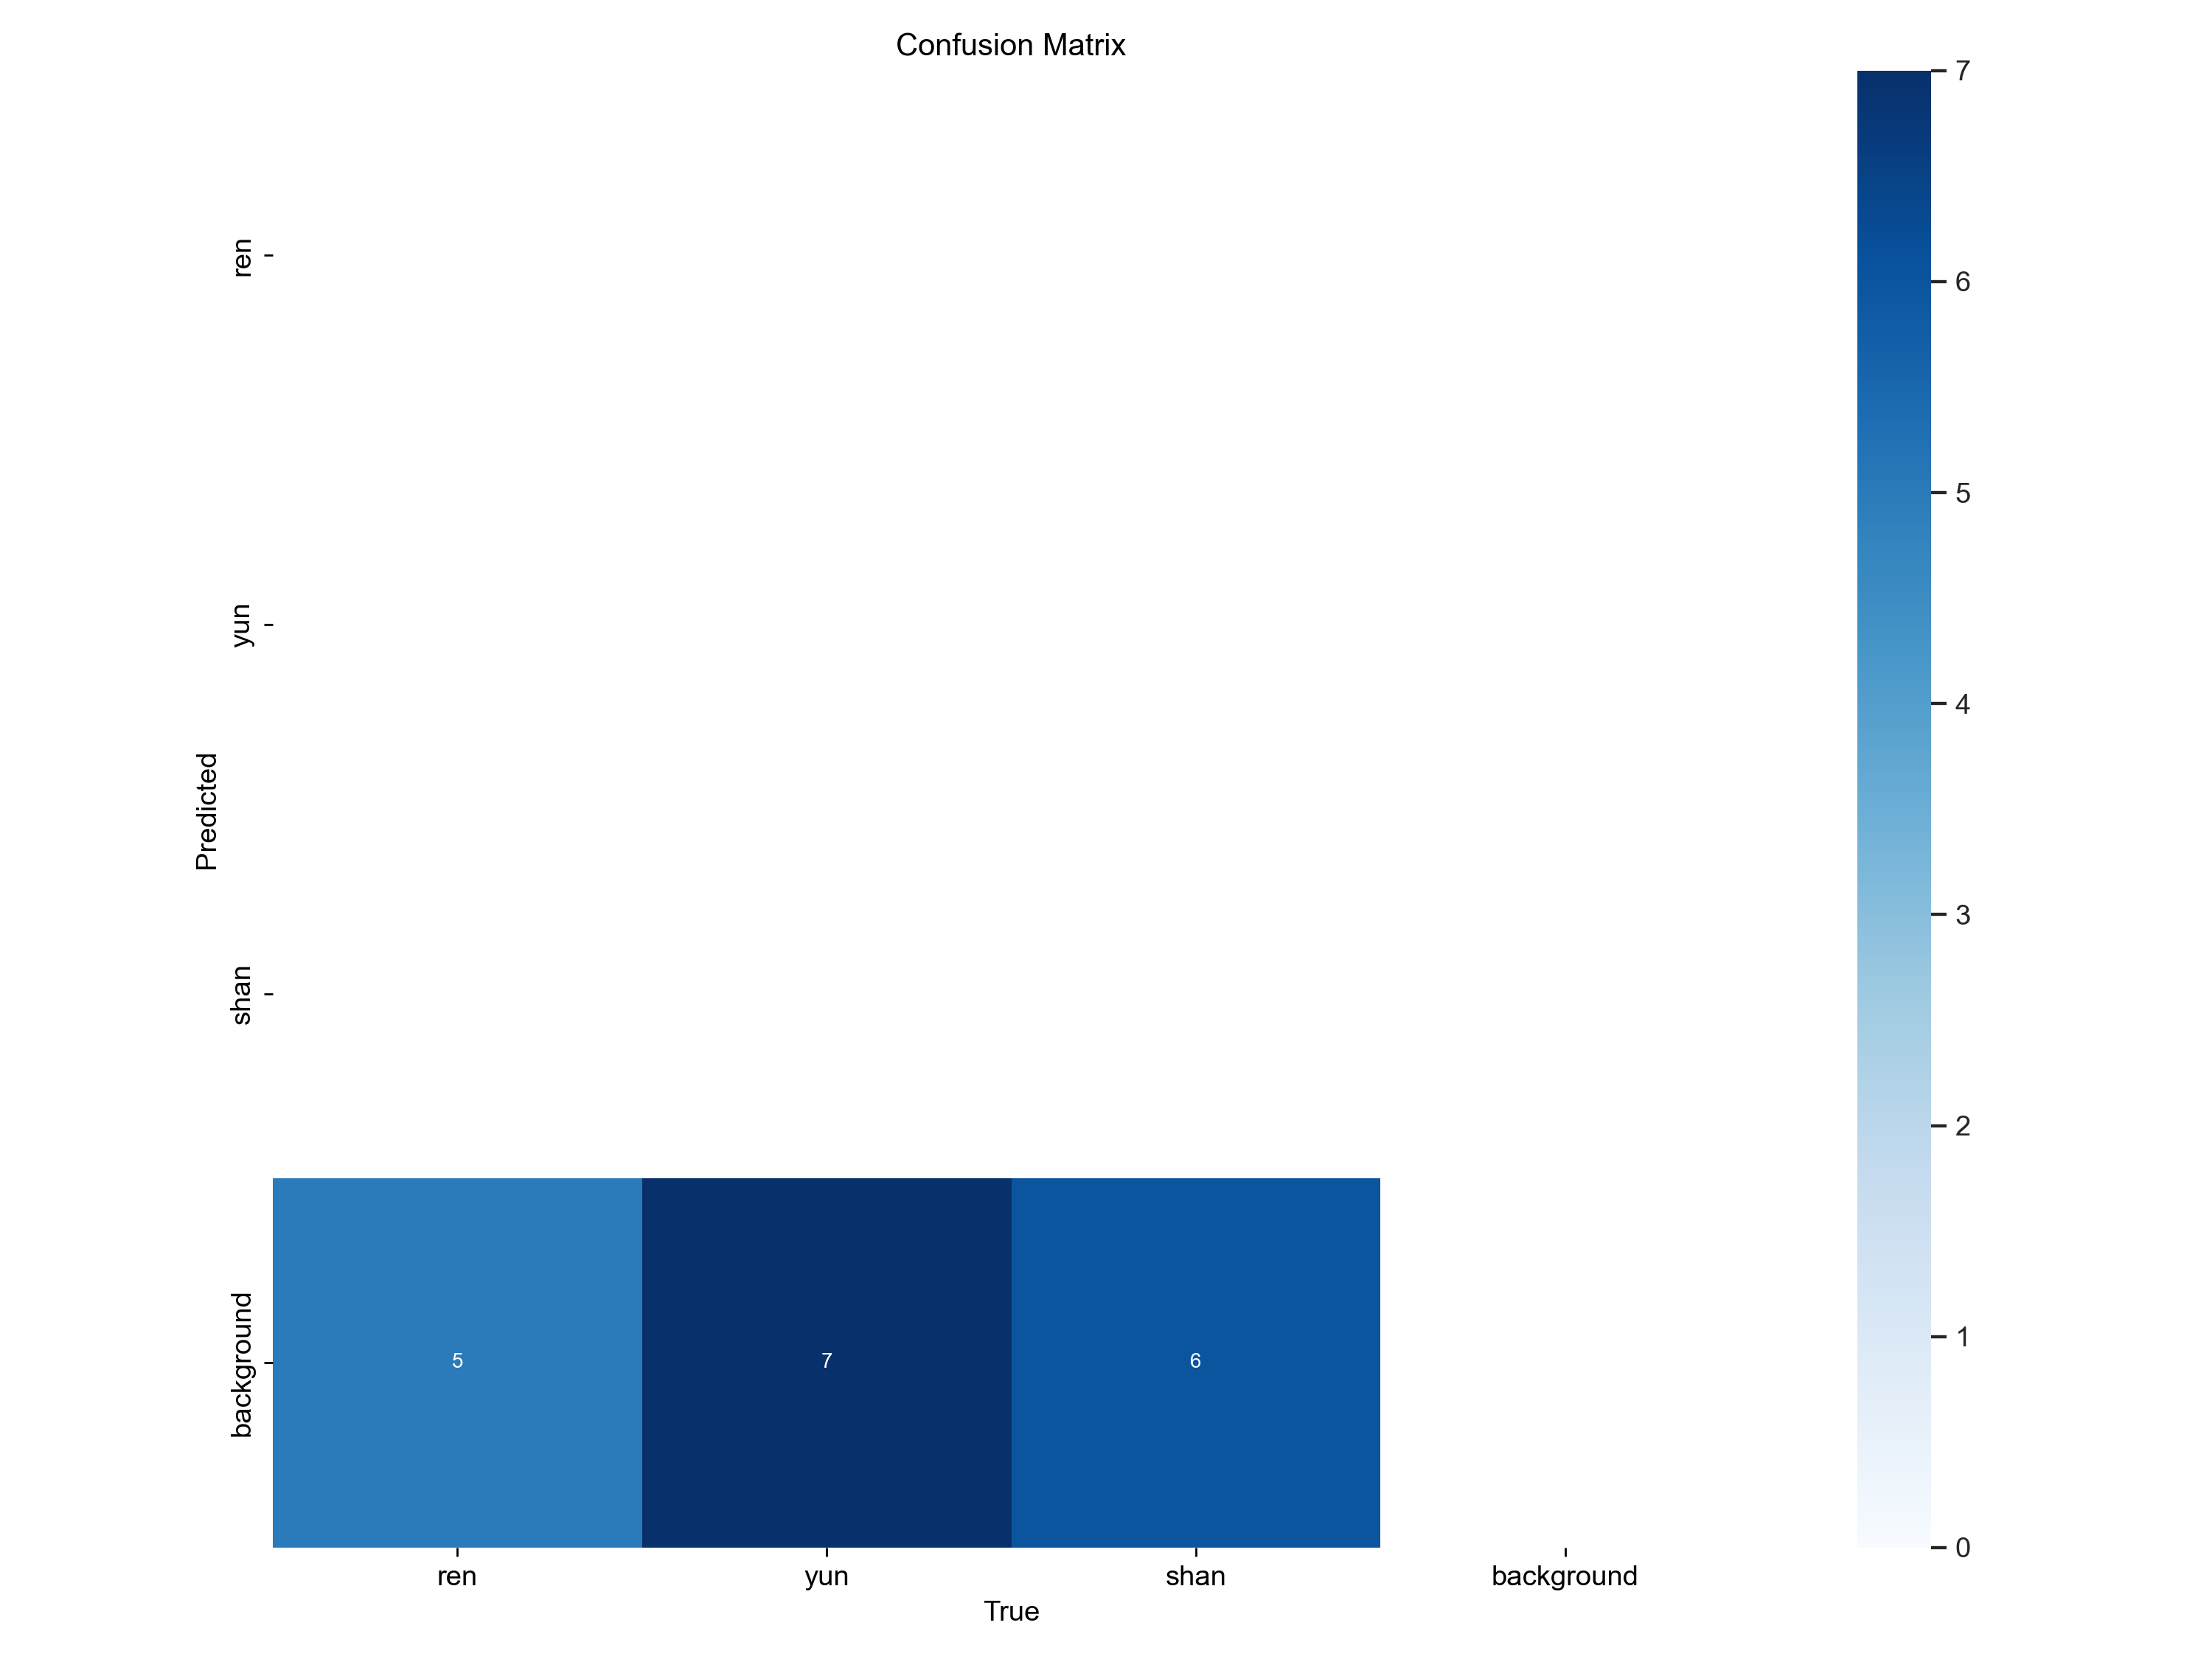 Confusion Matrix
7
6
5
4
3
2
1
0
ren
yun
shan
background
Predicted
5 7 6
ren yun shan background
True